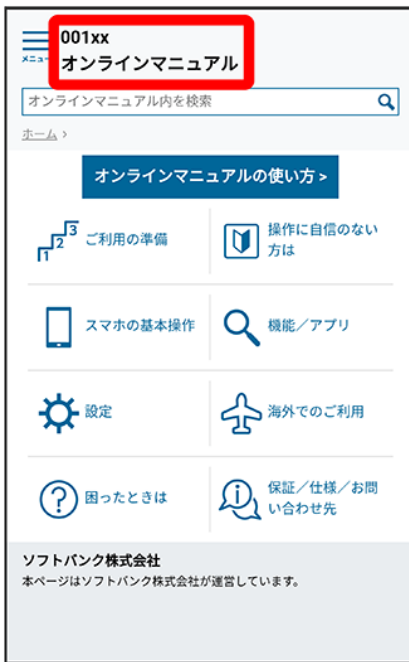 001xx
メニュー オンラインマニュアル
オンラインマニュアル内を検索
ホーム ›
オンラインマニュアルの使い方 >
1 2 3 ご利用の準備
操作に自信のない
方は
スマホの基本操作
機能／アプリ
設定
海外でのご利用
? 困ったときは
i 保証／仕様／お問
い合わせ先
ソフトバンク株式会社
本ページはソフトバンク株式会社が運営しています。